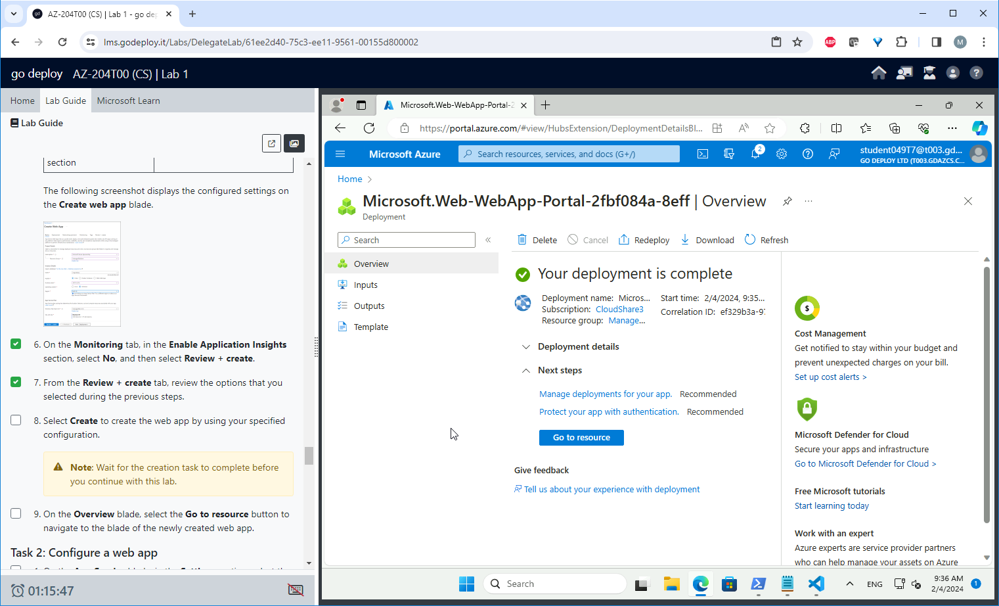 AZ-204T00 (CS) | Lab 1 - go dep
lms.godeploy.it/Labs/DelegateLab/61ee2d40-75c3-ee11-9561-00155d800002
ABP
M
go deploy AZ-204T00 (CS) | Lab 1
Home Lab Guide Microsoft Learn
Lab Guide
section
The following screenshot displays the configured settings on
the Create web app blade.
Create Web App
6. On the Monitoring tab, in the Enable Application Insights
section, select No, and then select Review + create.
7. From the Review + create tab, review the options that you
selected during the previous steps.
8. Select Create to create the web app by using your specified
configuration.
Note: Wait for the creation task to complete before
you continue with this lab.
9. On the Overview blade, select the Go to resource button to
navigate to the blade of the newly created web app.
Task 2: Configure a web app
01:15:47
Microsoft.Web-WebApp-Portal-2
https://portal.azure.com/#view/HubsExtension/DeploymentDetailsBl...
Microsoft Azure
Search resources, services, and docs (G+/)
2
student049T7@t003.gd...
GO DEPLOY LTD (T003.GDAZCS.C...
Home
Microsoft.Web-WebApp-Portal-2fbf084a-8eff | Overview
Deployment
Search
Overview
Inputs
Outputs
Template
Delete Cancel Redeploy Download Refresh
Your deployment is complete
Deployment name: Micros...
Subscription: CloudShare3
Resource group: Manage...
Start time: 2/4/2024, 9:35...
Correlation ID: ef329b3a-97
Deployment details
Next steps
Manage deployments for your app. Recommended
Protect your app with authentication. Recommended
Go to resource
Give feedback
Tell us about your experience with deployment
$
Cost Management
Get notified to stay within your budget and
prevent unexpected charges on your bill.
Set up cost alerts >
Microsoft Defender for Cloud
Secure your apps and infrastructure
Go to Microsoft Defender for Cloud >
Free Microsoft tutorials
Start learning today
Work with an expert
Azure experts are service provider partners
who can help manage your assets on Azure
Search
ENG
9:36 AM
2/4/2024
1